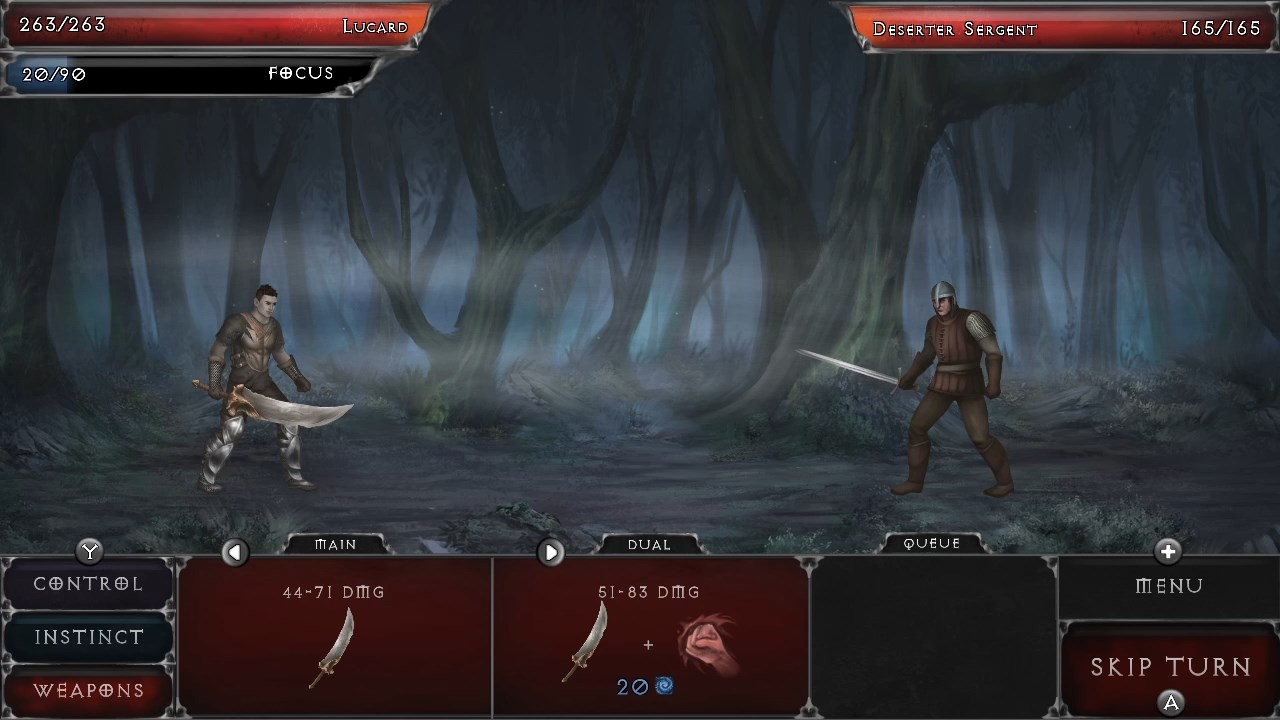 263/263 Lucard
20/90 FOCUS
Deserter Sergent 165/165
MAIN
DUAL
QUEUE
Y
+
CONTROL
INSTINCT
WEAPONS
44-71 DMG
51-83 DMG
+
20
MENU
SKIP TURN
A